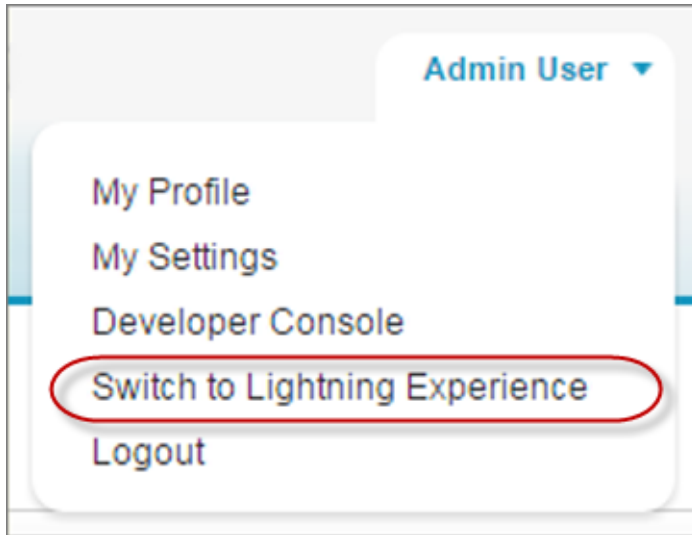 Admin User
My Profile
My Settings
Developer Console
Switch to Lightning Experience
Logout